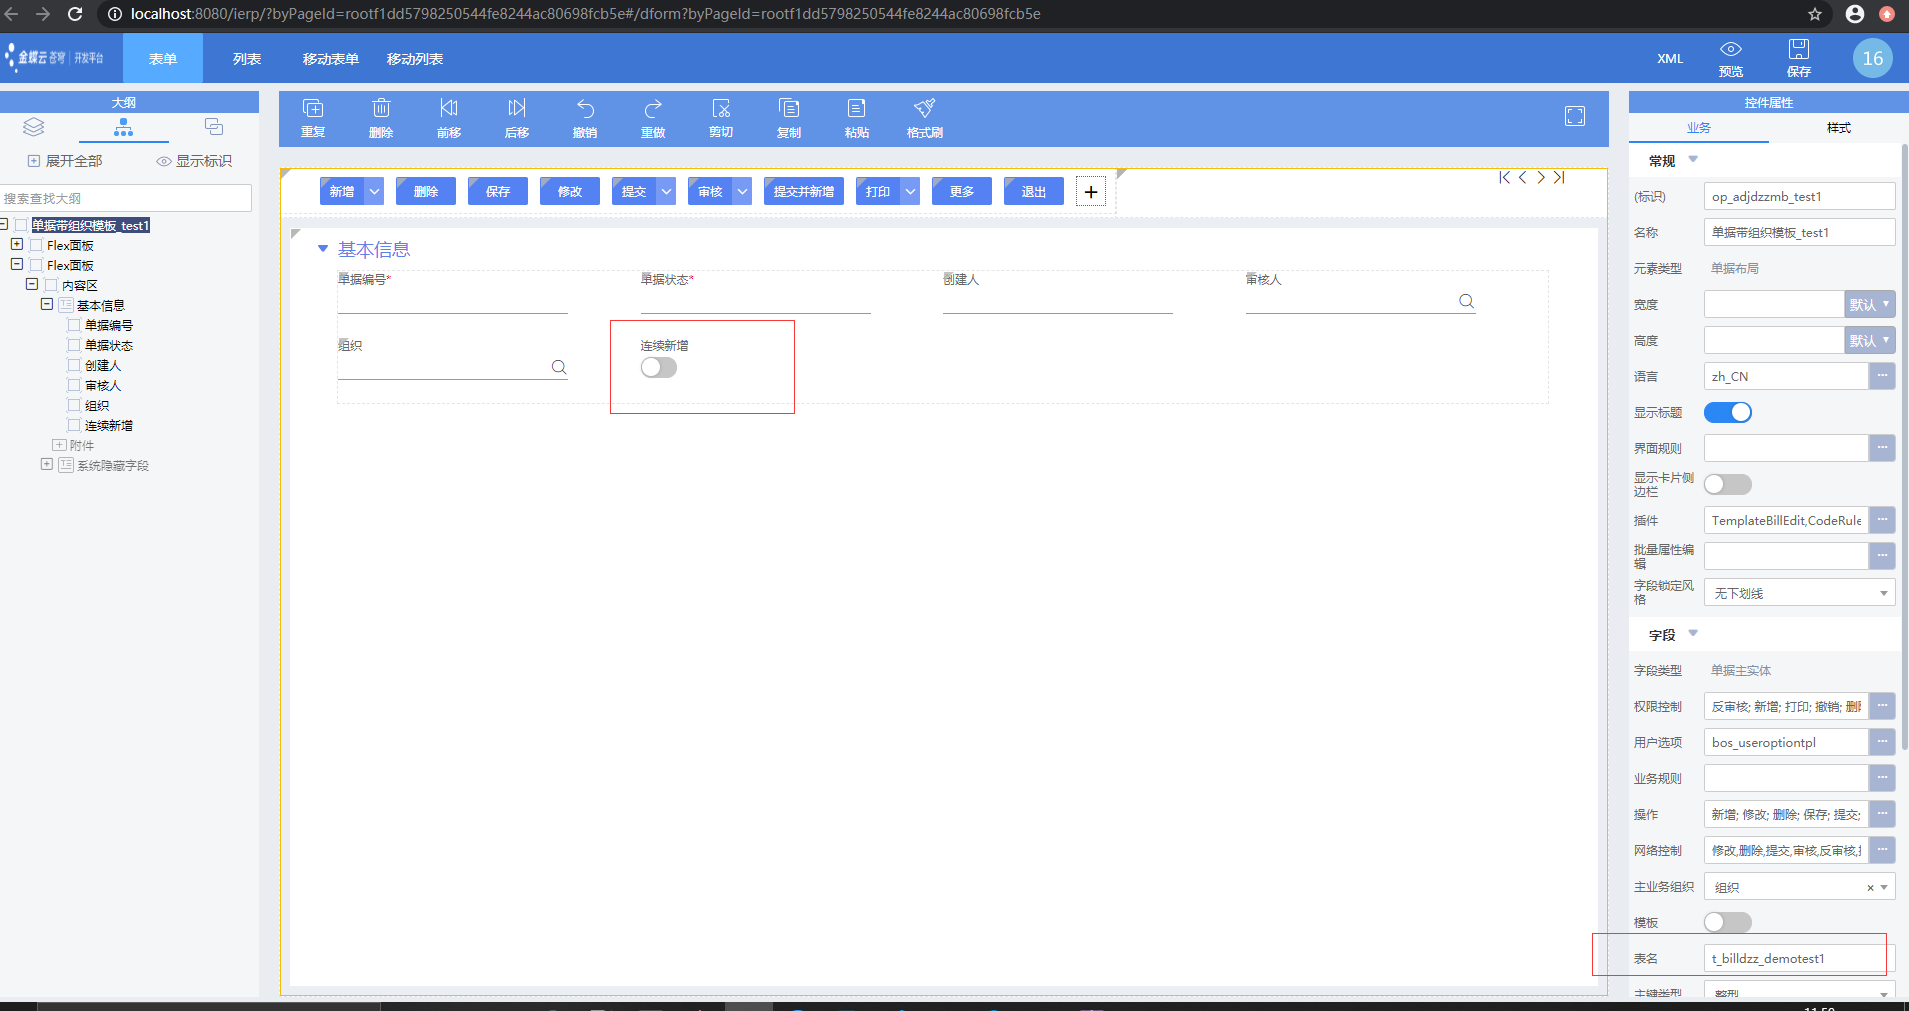 localhost:8080/ierp/?byPageId=rootf1dd5798250544fe8244ac80698fcb5e#/dform?byPageId=rootf1dd5798250544fe8244ac80698fcb5e
金蝶云 苍穹 | 开发平台
表单
列表
移动表单
移动列表
XML
预览
保存
16
大纲
展开全部
显示标识
搜索查找大纲
单据带组织模板_test1
Flex面板
Flex面板
内容区
基本信息
单据编号
单据状态
创建人
审核人
组织
连续新增
附件
系统隐藏字段
重复
删除
前移
后移
撤销
重做
剪切
复制
粘贴
格式刷
新增
删除
保存
修改
提交
审核
提交并新增
打印
更多
退出
基本信息
单据编号*
单据状态*
创建人
审核人
组织
连续新增
控件属性
业务
样式
常规
(标识)
op_adjdzzmb_test1
名称
单据带组织模板_test1
元素类型
单据布局
宽度
默认
高度
默认
语言
zh_CN
显示标题
界面规则
显示卡片侧
边栏
插件
TemplateBillEdit,CodeRule
批量属性编
辑
字段锁定风
格
无下划线
字段
字段类型
单据主实体
权限控制
反审核; 新增; 打印; 撤销; 删
用户选项
bos_useroptiontpl
业务规则
操作
新增; 修改; 删除; 保存; 提交;
网络控制
修改,删除,提交,审核,反审核,
主业务组织
组织
模板
表名
t_billdzz_demotest1
主键类型
整型